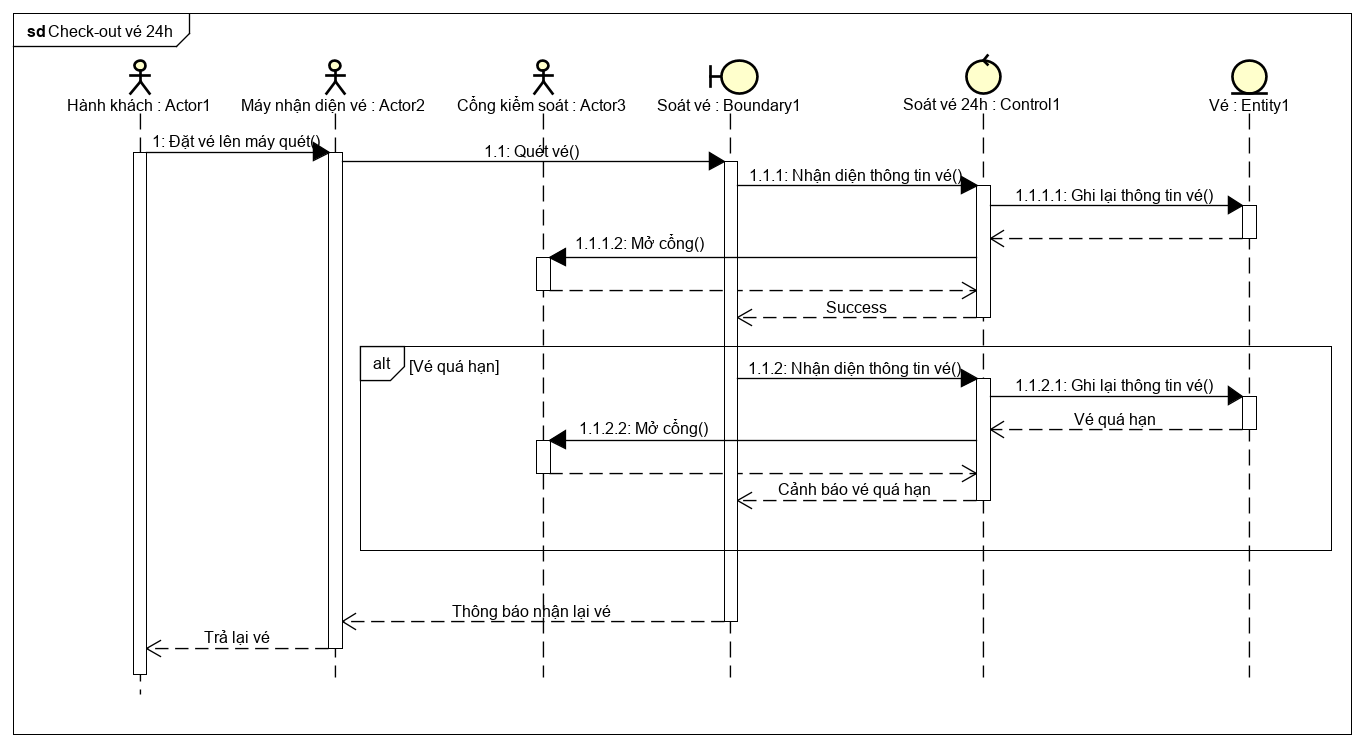 sd Check-out vé 24h
Hành khách : Actor1
Máy nhận diện vé : Actor2
Cổng kiểm soát : Actor3
Soát vé : Boundary1
Soát vé 24h : Control1
Vé : Entity1
1: Đặt vé lên máy quét()
1.1: Quét vé()
1.1.1: Nhận diện thông tin vé()
1.1.1.1: Ghi lại thông tin vé()
1.1.1.2: Mở cổng()
Success
alt
[Vé quá hạn]
1.1.2: Nhận diện thông tin vé()
1.1.2.1: Ghi lại thông tin vé()
Vé quá hạn
1.1.2.2: Mở cổng()
Cảnh báo vé quá hạn
Thông báo nhận lại vé
Trả lại vé